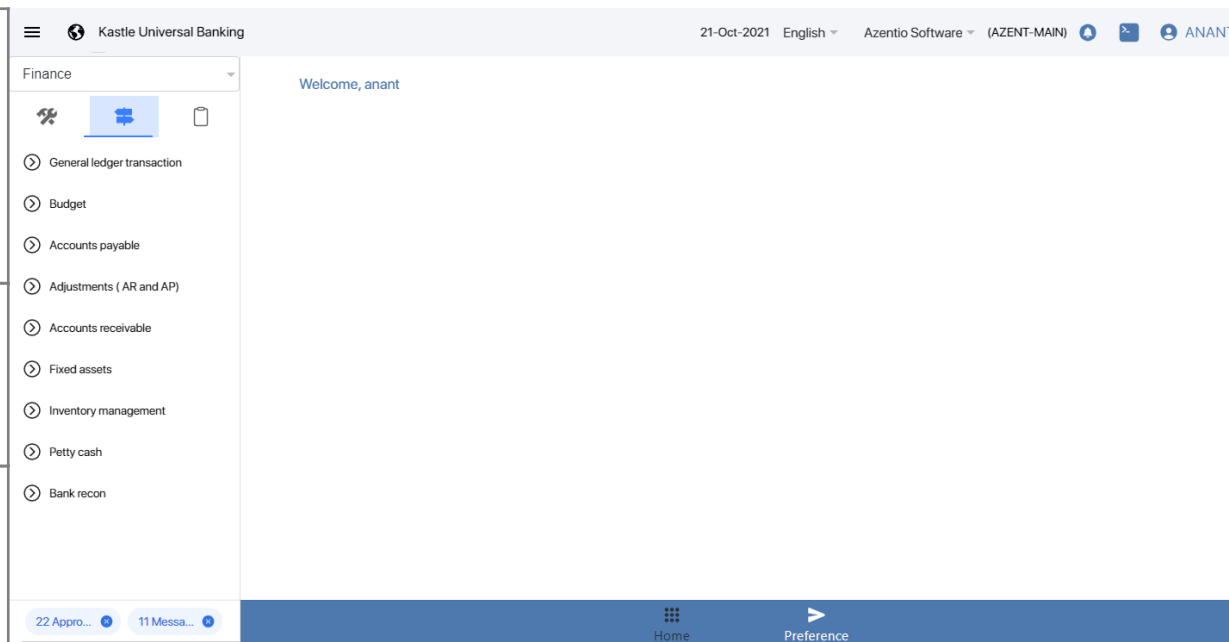 Kastle Universal Banking
21-Oct-2021 English Azentio Software (AZENT-MAIN) ANANT
Finance
Welcome, anant
General ledger transaction
Budget
Accounts payable
Adjustments ( AR and AP)
Accounts receivable
Fixed assets
Inventory management
Petty cash
Bank recon
22 Appro... 11 Messa...
Home Preference